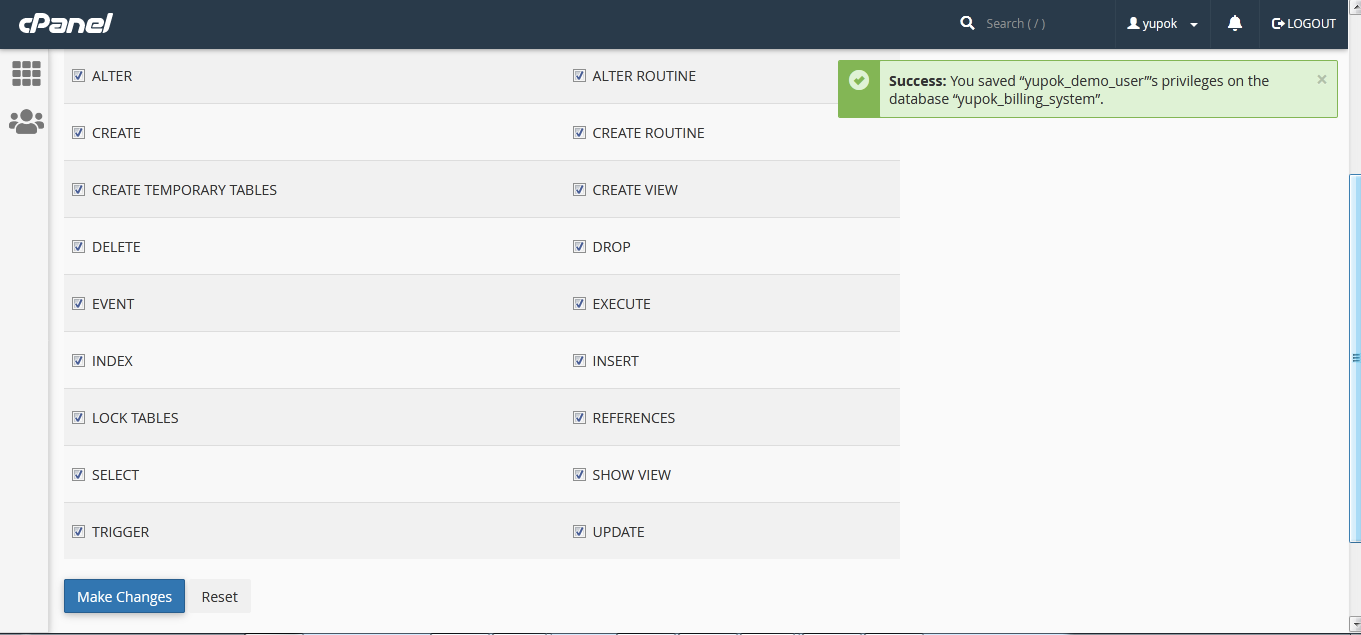 cPanel
Search ( / )
yupok
LOGOUT
Success: You saved “yupok_demo_user”'s privileges on the
database “yupok_billing_system”.
ALTER
ALTER ROUTINE
CREATE
CREATE ROUTINE
CREATE TEMPORARY TABLES
CREATE VIEW
DELETE
DROP
EVENT
EXECUTE
INDEX
INSERT
LOCK TABLES
REFERENCES
SELECT
SHOW VIEW
TRIGGER
UPDATE
Make Changes
Reset